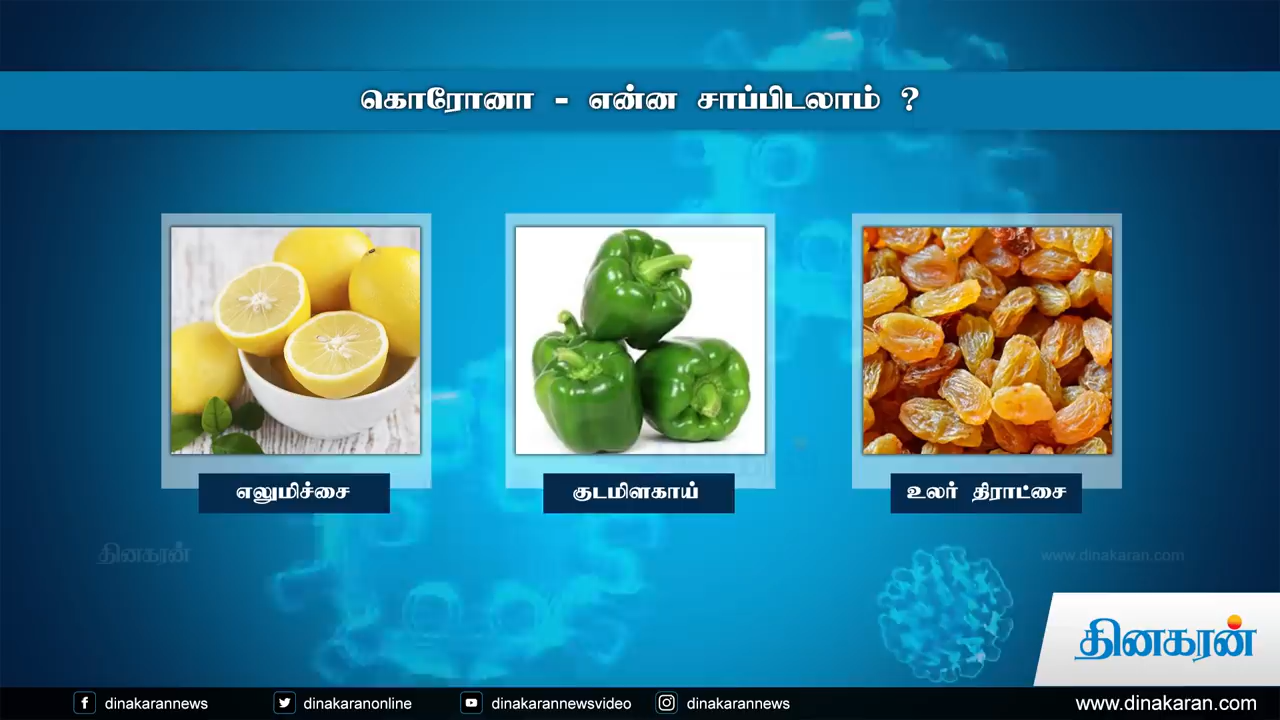 கொரோனா - என்ன சாப்பிடலாம் ?
எலுமிச்சை
குடமிளகாய்
உலர் திராட்சை
தினகரன்
www.dinakaran.com
தினகரன்
dinakarannews
dinakaranonline
dinakarannewsvideo
dinakarannews
www.dinakaran.com